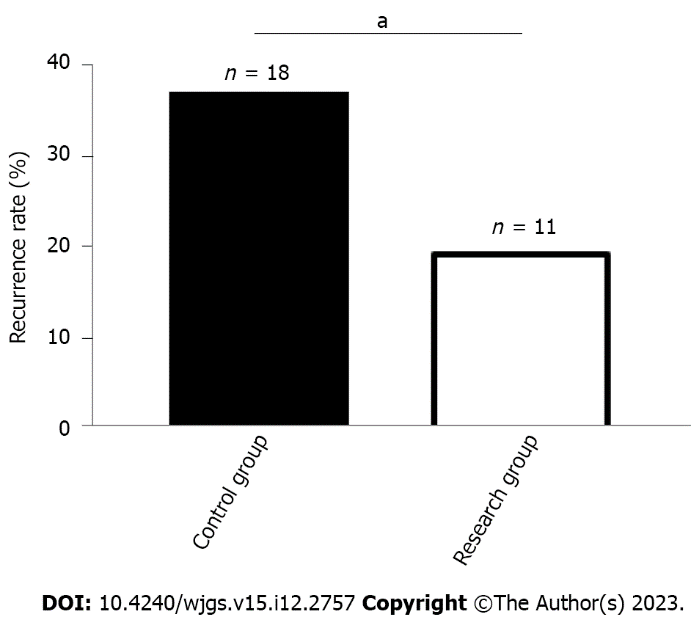 a
40
n = 18
30
n = 11
20
10
0
Recurrence rate (%)
Control group
Research group
DOI: 10.4240/wjgs.v15.i12.2757 Copyright ©The Author(s) 2023.